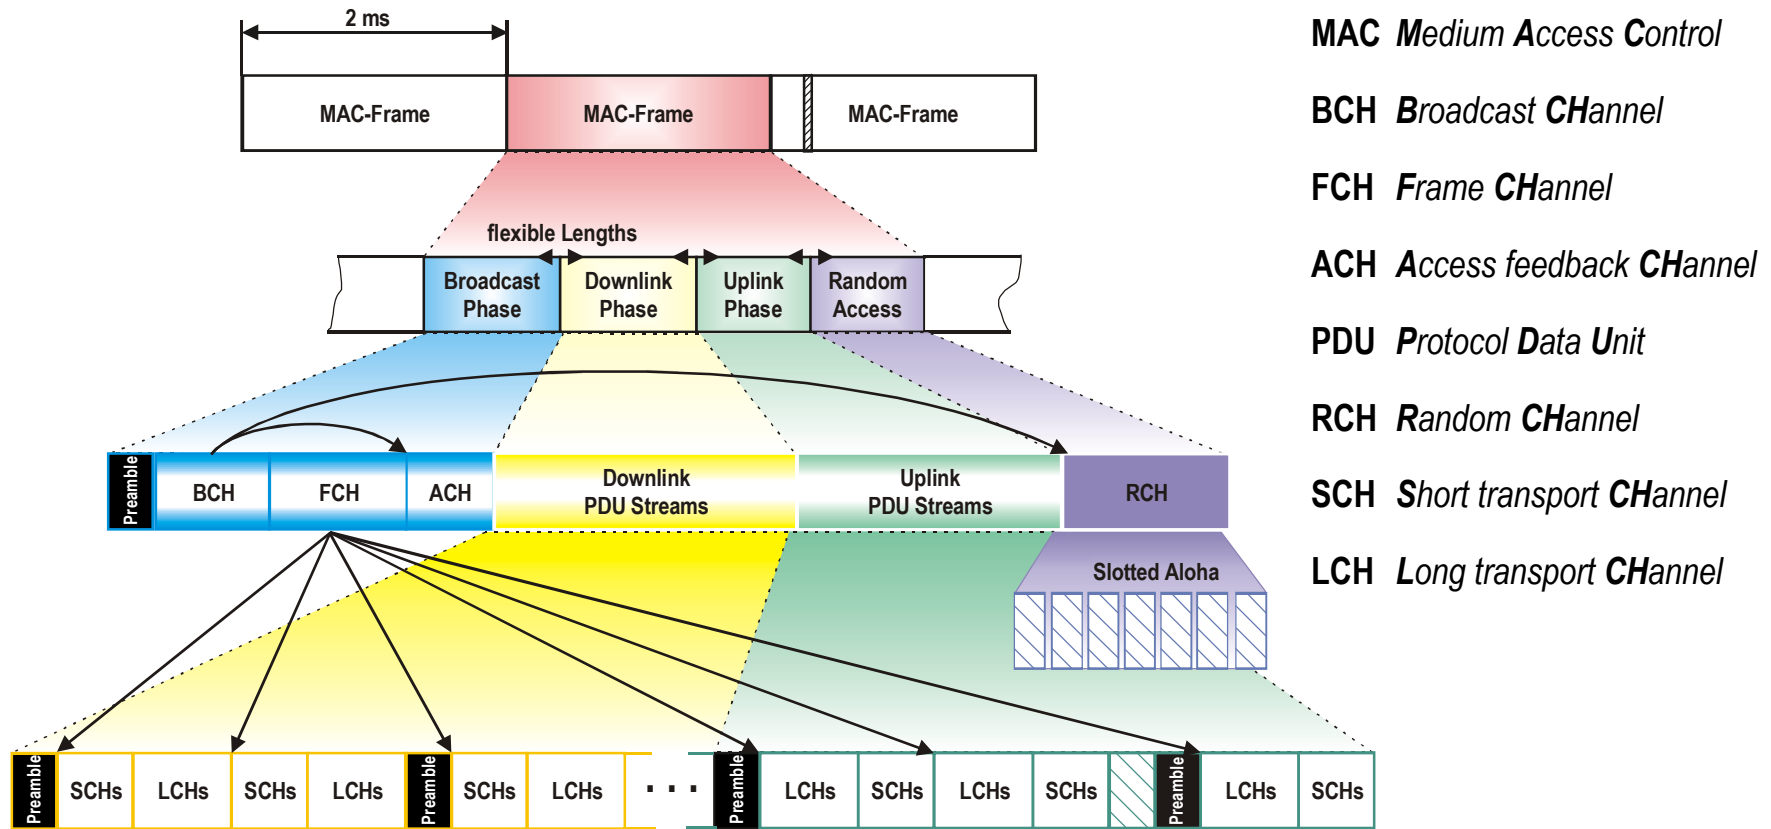 2 ms
MAC-Frame MAC-Frame MAC-Frame
flexible Lengths
Broadcast Phase
Downlink Phase
Uplink Phase
Random Access
Preamble BCH FCH ACH
Downlink
PDU Streams
Uplink
PDU Streams
RCH
Slotted Aloha
Preamble SCHs LCHs SCHs LCHs Preamble SCHs LCHs . . . Preamble LCHs SCHs LCHs SCHs Preamble LCHs SCHs
MAC Medium Access Control
BCH Broadcast CHannel
FCH Frame CHannel
ACH Access feedback CHannel
PDU Protocol Data Unit
RCH Random CHannel
SCH Short transport CHannel
LCH Long transport CHannel